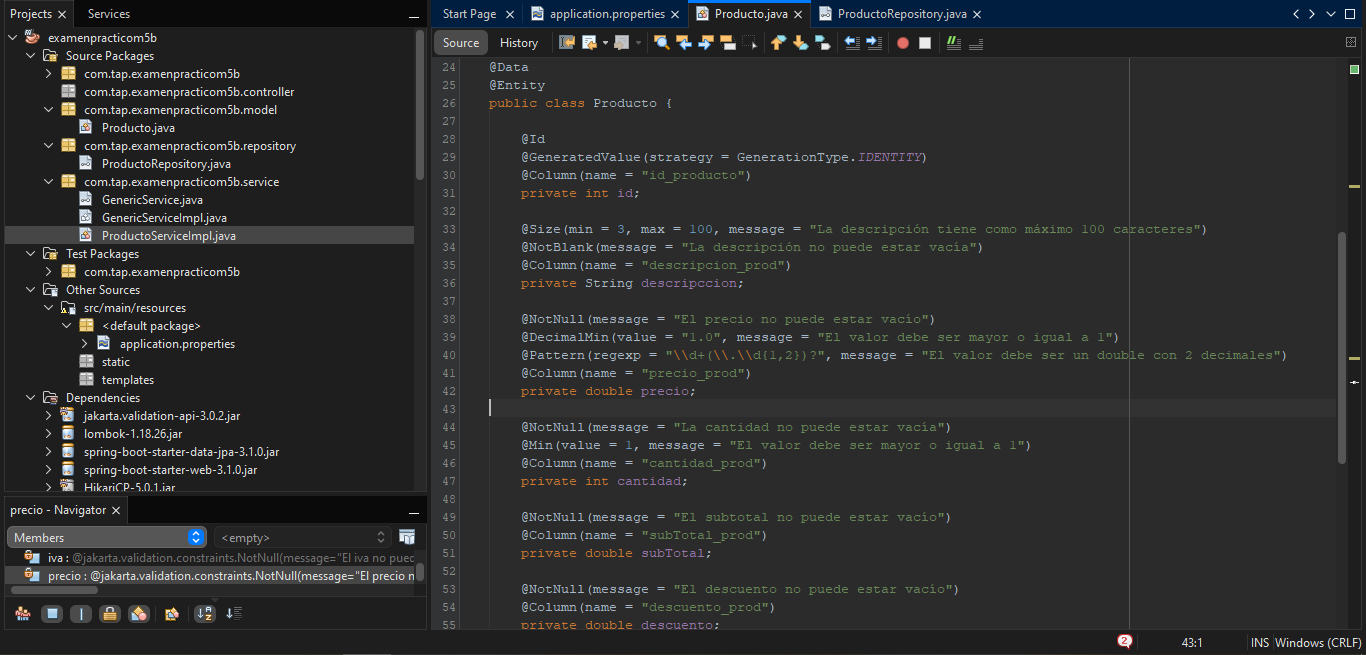 Projects
Services
examenpracticom5b
Source Packages
com.tap.examenpracticom5b
com.tap.examenpracticom5b.controller
com.tap.examenpracticom5b.model
Producto.java
com.tap.examenpracticom5b.repository
ProductoRepository.java
com.tap.examenpracticom5b.service
GenericService.java
GenericServiceImpl.java
ProductoServiceImpl.java
Test Packages
com.tap.examenpracticom5b
Other Sources
src/main/resources
<default package>
application.properties
static
templates
Dependencies
jakarta.validation-api-3.0.2.jar
lombok-1.18.26.jar
spring-boot-starter-data-jpa-3.1.0.jar
spring-boot-starter-web-3.1.0.jar
HikariCP-5.0.1.jar
precio - Navigator
Members
<empty>
iva : @jakarta.validation.constraints.NotNull(message="El iva no pued
precio : @jakarta.validation.constraints.NotNull(message="El precio n
Start Page
application.properties
Producto.java
ProductoRepository.java
Source
History
24 @Data
25 @Entity
26 public class Producto {
27
28 @Id
29 @GeneratedValue(strategy = GenerationType.IDENTITY)
30 @Column(name = "id_producto")
31 private int id;
32
33 @Size(min = 3, max = 100, message = "La descripción tiene como máximo 100 caracteres")
34 @NotBlank(message = "La descripción no puede estar vacía")
35 @Column(name = "descripcion_prod")
36 private String descripccion;
37
38 @NotNull(message = "El precio no puede estar vacío")
39 @DecimalMin(value = "1.0", message = "El valor debe ser mayor o igual a 1")
40 @Pattern(regexp = "\\d+(\\.\\d{1,2})?", message = "El valor debe ser un double con 2 decimales")
41 @Column(name = "precio_prod")
42 private double precio;
43
44 @NotNull(message = "La cantidad no puede estar vacía")
45 @Min(value = 1, message = "El valor debe ser mayor o igual a 1")
46 @Column(name = "cantidad_prod")
47 private int cantidad;
48
49 @NotNull(message = "El subtotal no puede estar vacío")
50 @Column(name = "subTotal_prod")
51 private double subTotal;
52
53 @NotNull(message = "El descuento no puede estar vacío")
54 @Column(name = "descuento_prod")
55 private double descuento;
2
43:1
INS
Windows (CRLF)